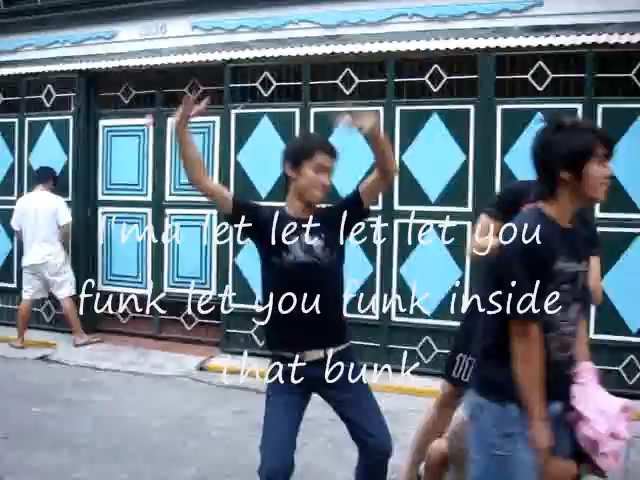 I'ma let let let let you
funk let you funk inside
that bunk